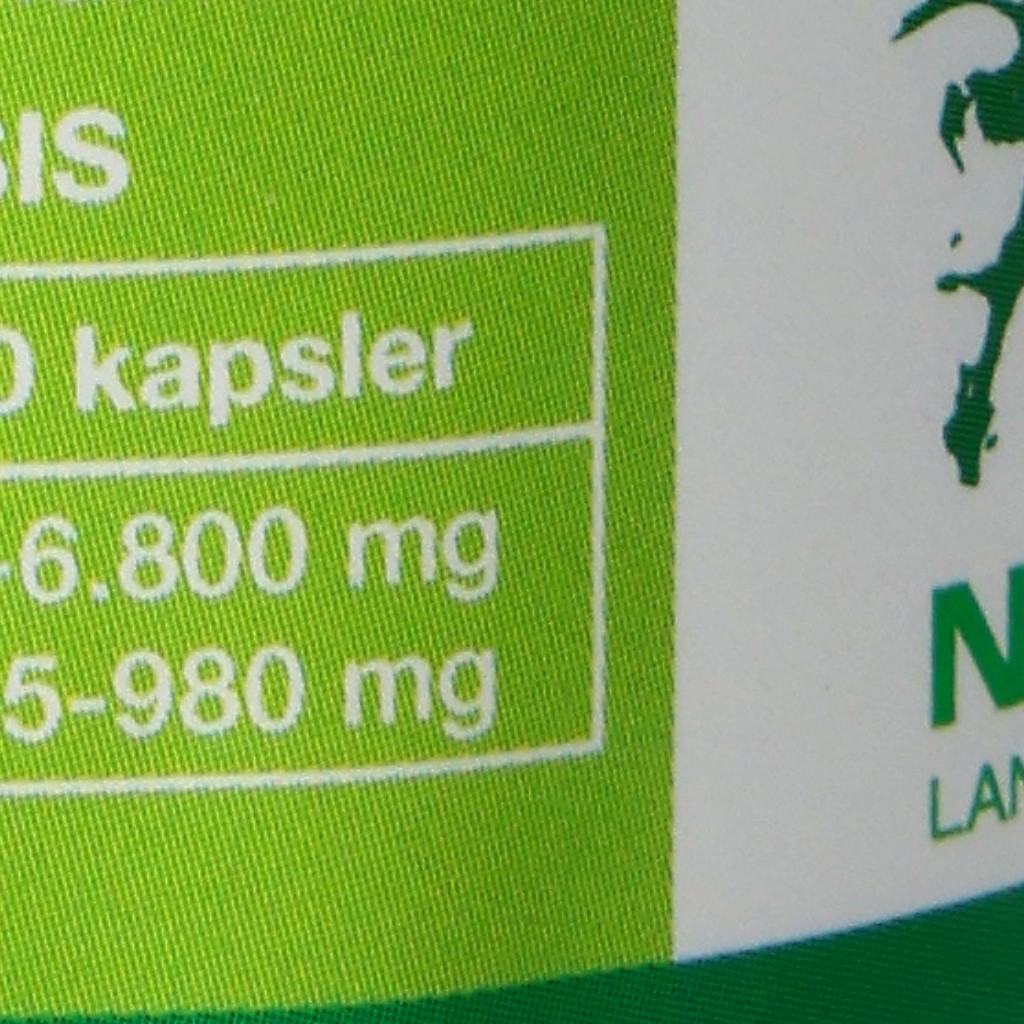 SIS
0 kapsler
-6.800 mg
5-980 mg
N
LAN